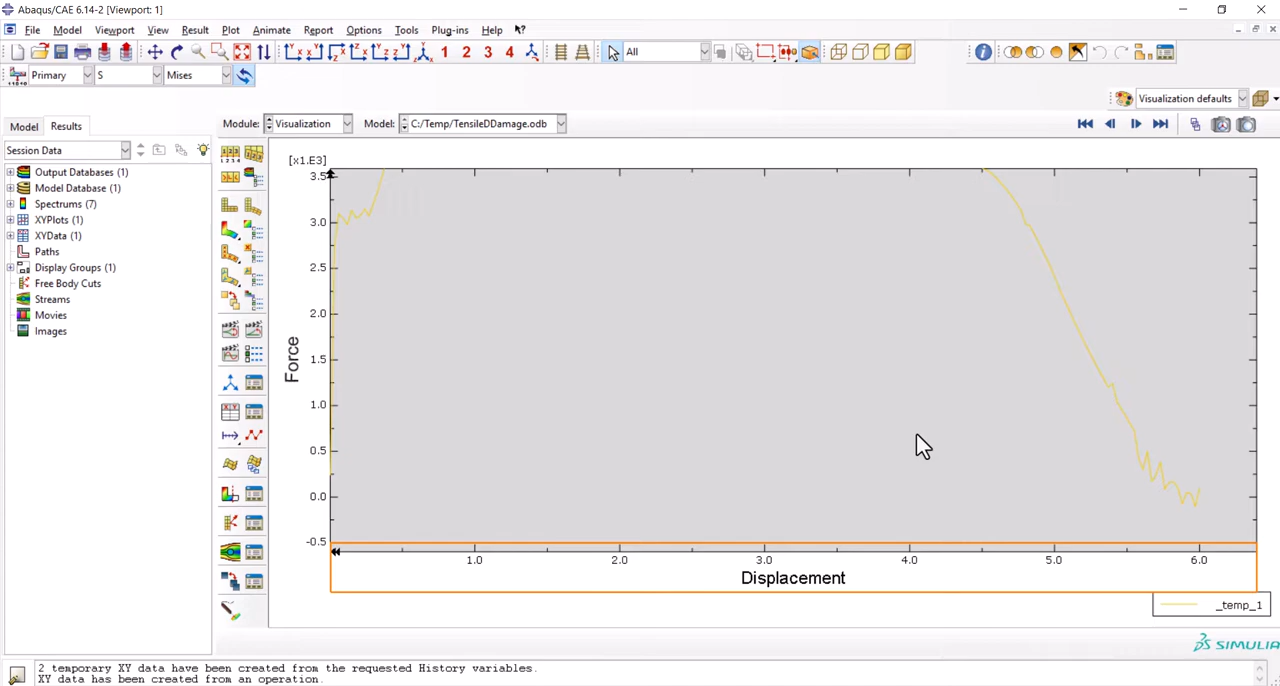 Abaqus/CAE 6.14-2 [Viewport: 1]
File Model Viewport View Result Plot Animate Report Options Tools Plug-ins Help
1 2 3 4 All
Primary S Mises
Visualization defaults
Model Results Module: Visualization Model: C:/Temp/TensileDDamage.odb
Session Data
Output Databases (1)
Model Database (1)
Spectrums (7)
XYPlots (1)
XYData (1)
Paths
Display Groups (1)
Free Body Cuts
Streams
Movies
Images
[x1.E3]
3.5
3.0
2.5
2.0
1.5
1.0
0.5
0.0
-0.5
Force
1.0 2.0 3.0 4.0 5.0 6.0
Displacement
_temp_1
SIMULIA
2 temporary XY data have been created from the requested History variables.
XY data has been created from an operation.